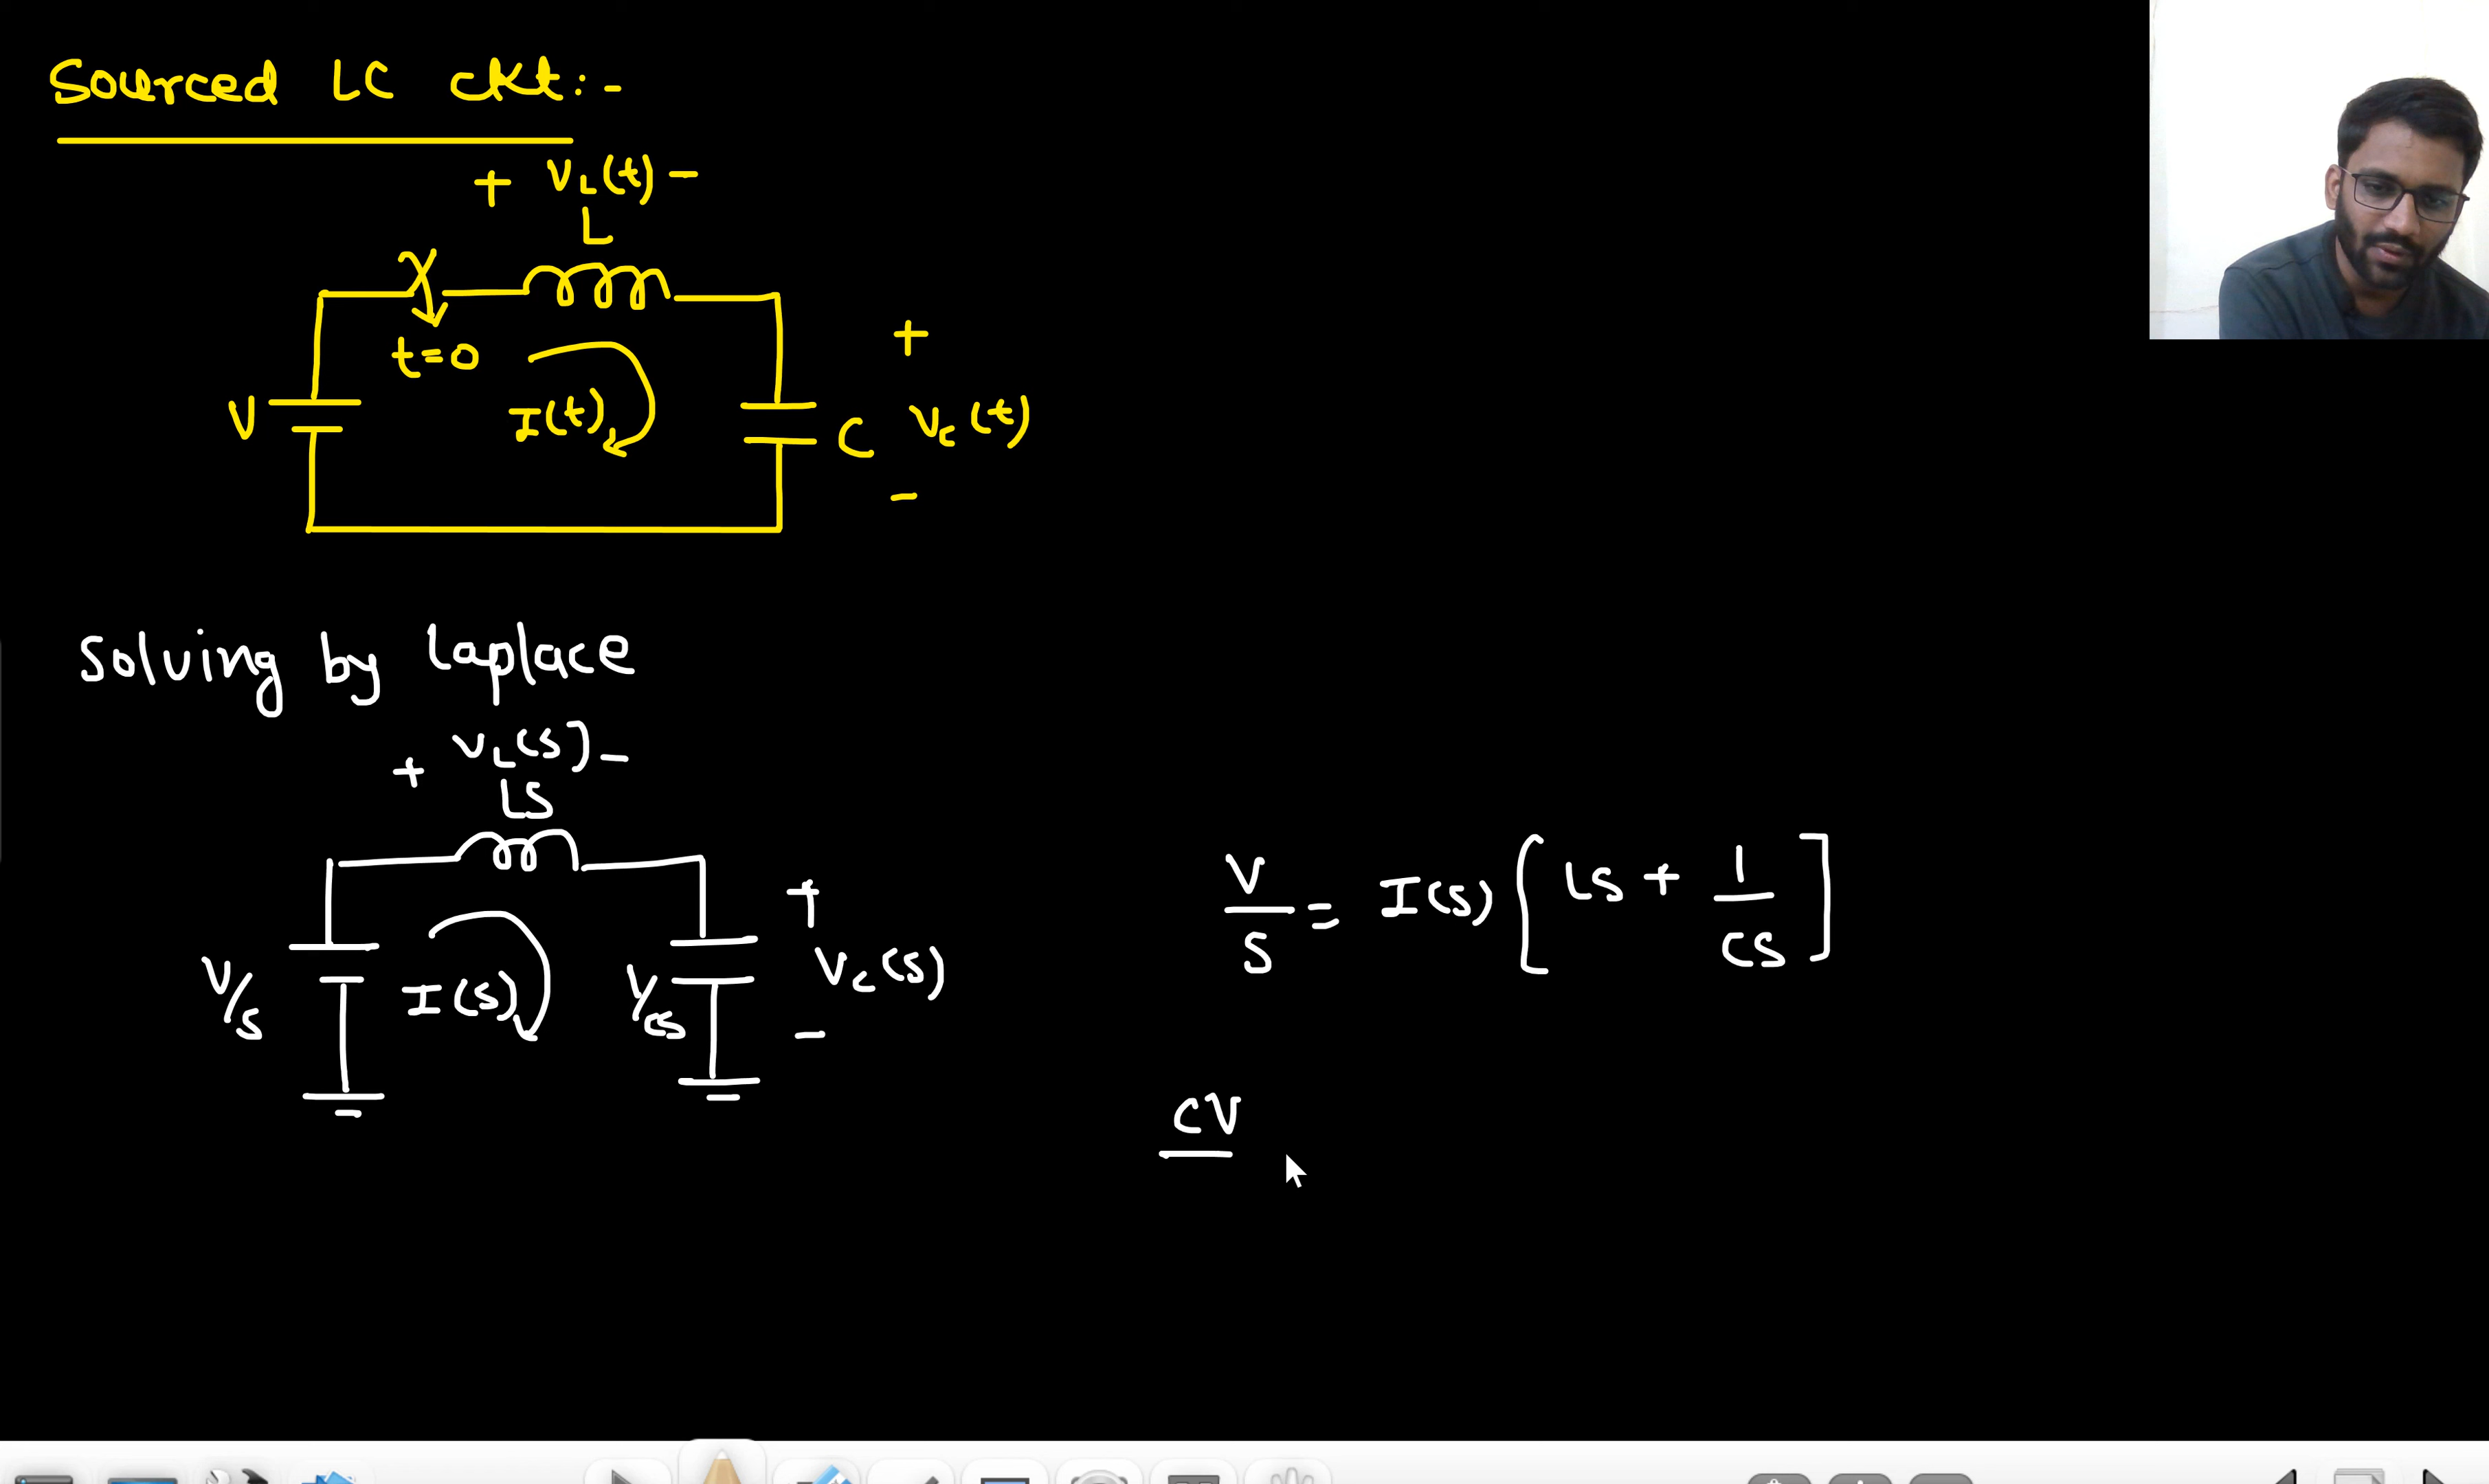 Sourced LC ckt:-
+ VL(t) -
L
t=0
I(t)
V
+
C Vc(t)
-
Solving by Laplace
+ VL(s) -
LS
V/s
I(s)
1/cs
+
Vc(s)
-
V/s = I(s) [ LS + 1/cs ]
CV